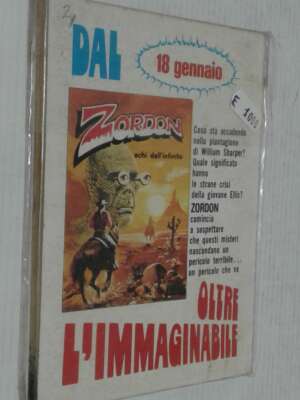 2
DAL
18 gennaio
£ 1000
ZORDON
echi dall'infinito
Cosa sta accadendo
nella piantagione
di William Sharper?
Quale significato
hanno
le strane crisi
della giovane Ellis?
ZORDON
comincia
a sospettare
che questi misteri
nascondano un
pericolo terribile...
un pericolo che va
OLTRE
L'IMMAGINABILE